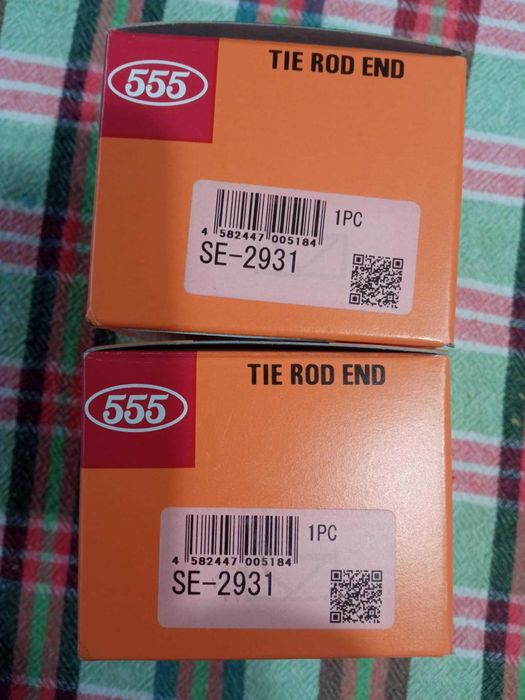 555
TIE ROD END
1PC
4 582447 005184
SE-2931
555
TIE ROD END
1PC
4 582447 005184
SE-2931